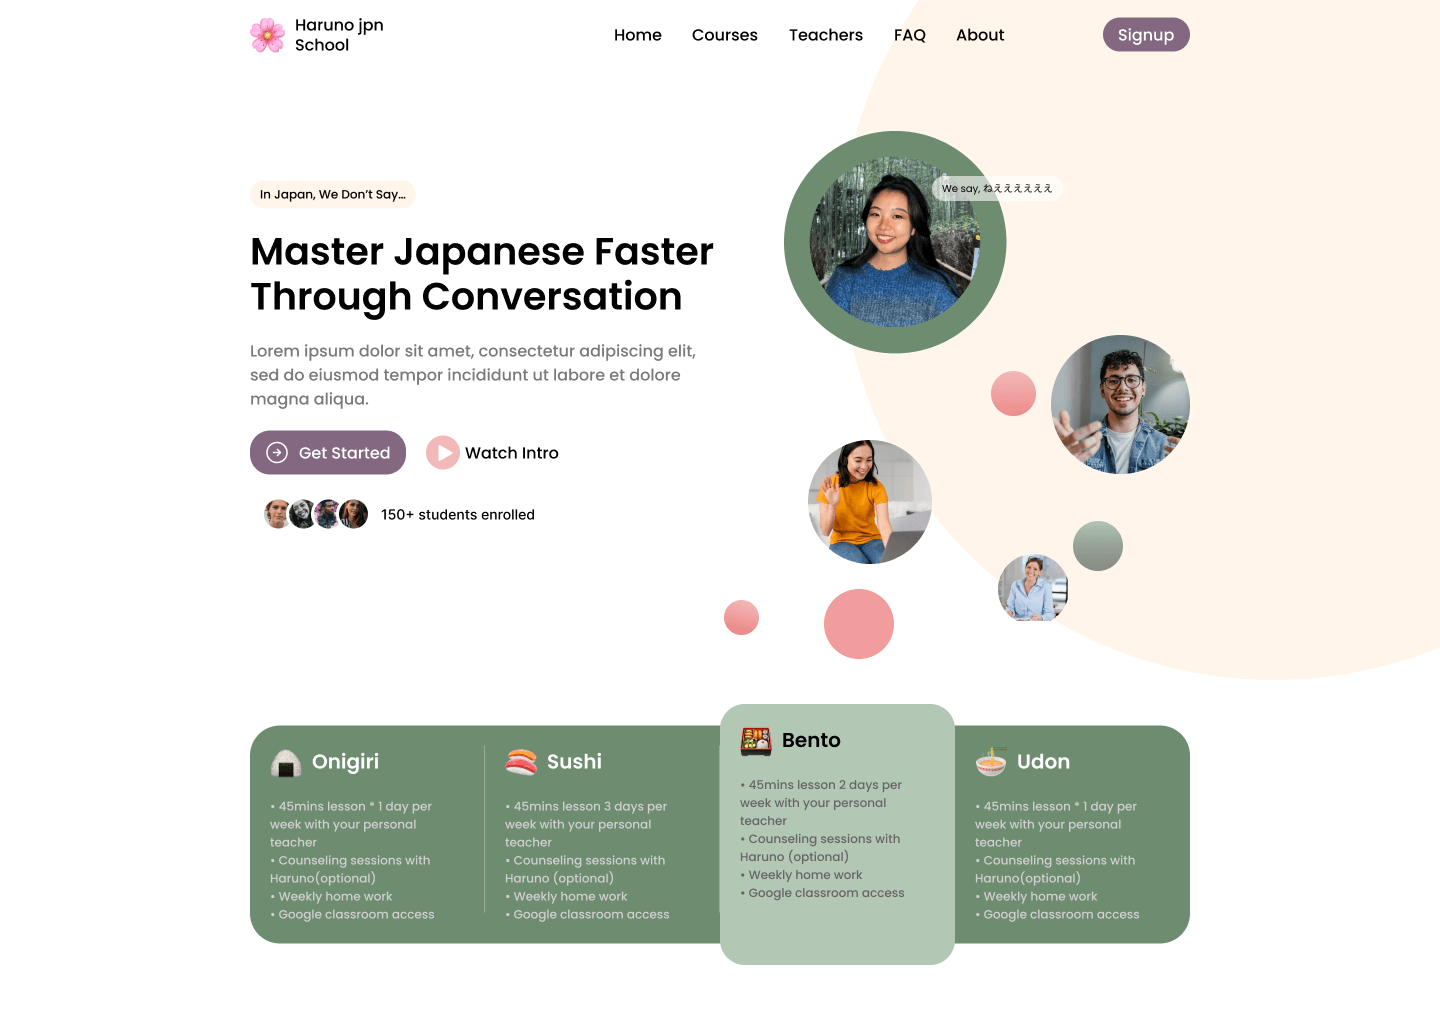 Haruno jpn
School
Home
Courses
Teachers
FAQ
About
Signup
In Japan, We Don’t Say...
We say, ねええええええ
Master Japanese Faster
Through Conversation
Lorem ipsum dolor sit amet, consectetur adipiscing elit,
sed do eiusmod tempor incididunt ut labore et dolore
magna aliqua.
Get Started
Watch Intro
150+ students enrolled
Onigiri
• 45mins lesson * 1 day per
week with your personal
teacher
• Counseling sessions with
Haruno(optional)
• Weekly home work
• Google classroom access
Sushi
• 45mins lesson 3 days per
week with your personal
teacher
• Counseling sessions with
Haruno (optional)
• Weekly home work
• Google classroom access
Bento
• 45mins lesson 2 days per
week with your personal
teacher
• Counseling sessions with
Haruno (optional)
• Weekly home work
• Google classroom access
Udon
• 45mins lesson * 1 day per
week with your personal
teacher
• Counseling sessions with
Haruno(optional)
• Weekly home work
• Google classroom access